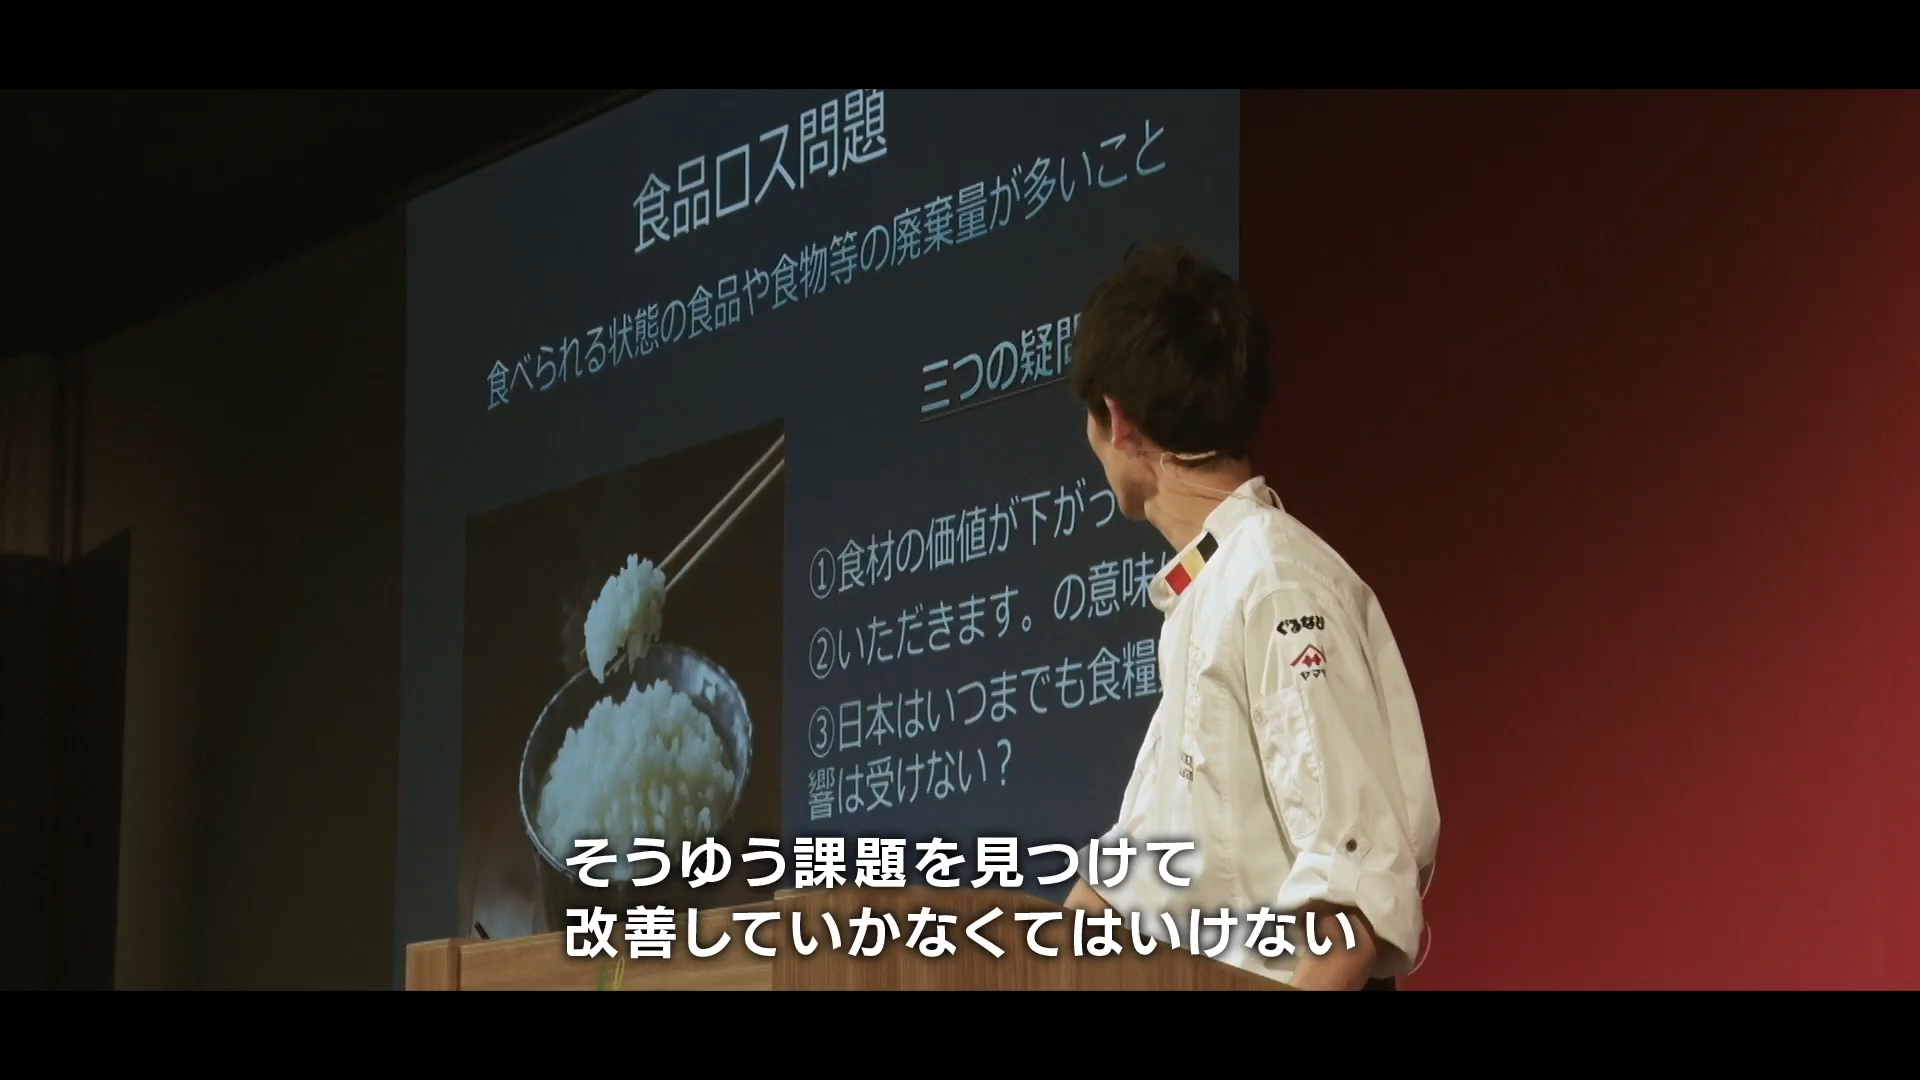 食品ロス問題
食べられる状態の食品や食物等の廃棄量が多いこと
三つの疑問
①食材の価値が下がっ
②いただきます。の意味
③日本はいつまでも食糧
響は受けない？
ぐるなび
ヤマサ
そうゆう課題を見つけて
改善していかなくてはいけない